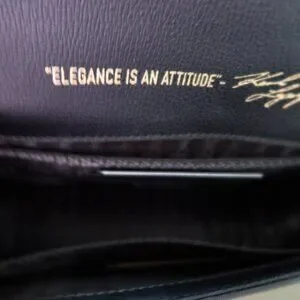 "ELEGANCE IS AN ATTITUDE"-